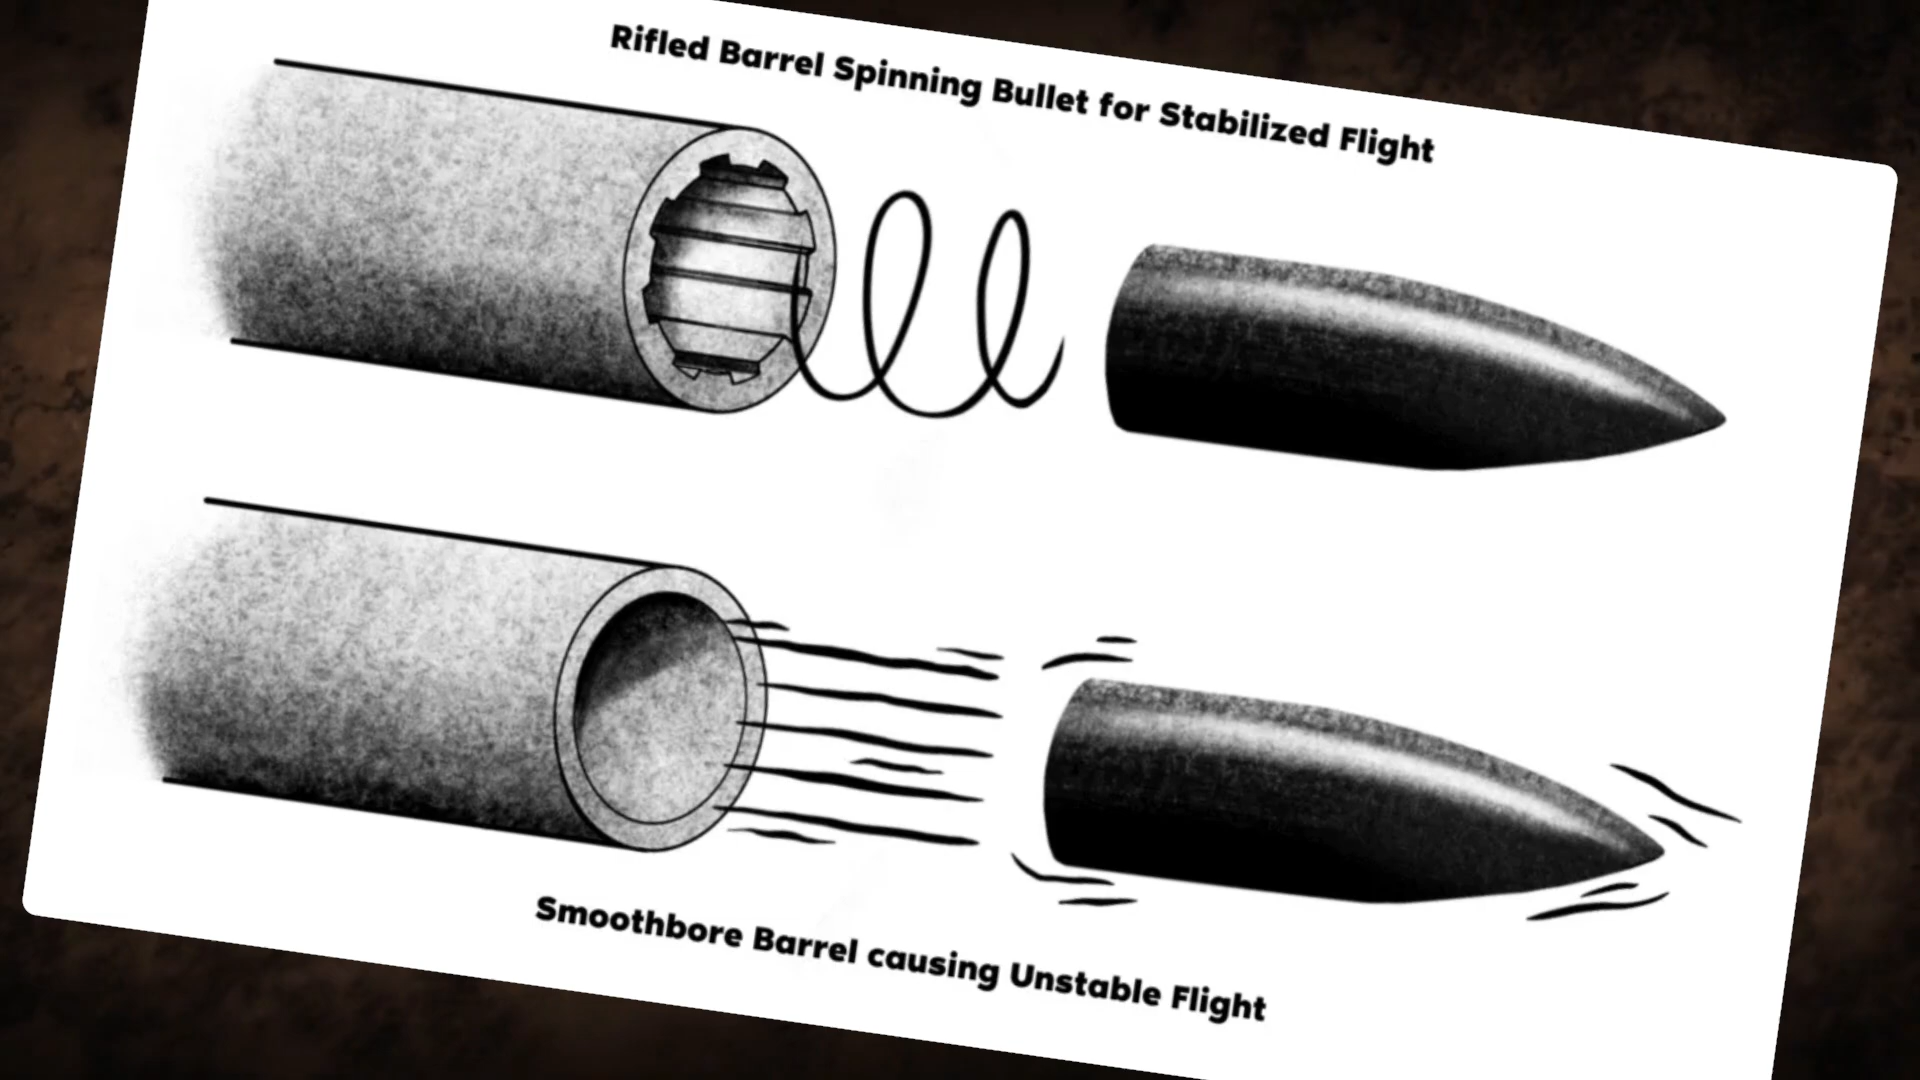 Rifled Barrel Spinning Bullet for Stabilized Flight
Smoothbore Barrel causing Unstable Flight